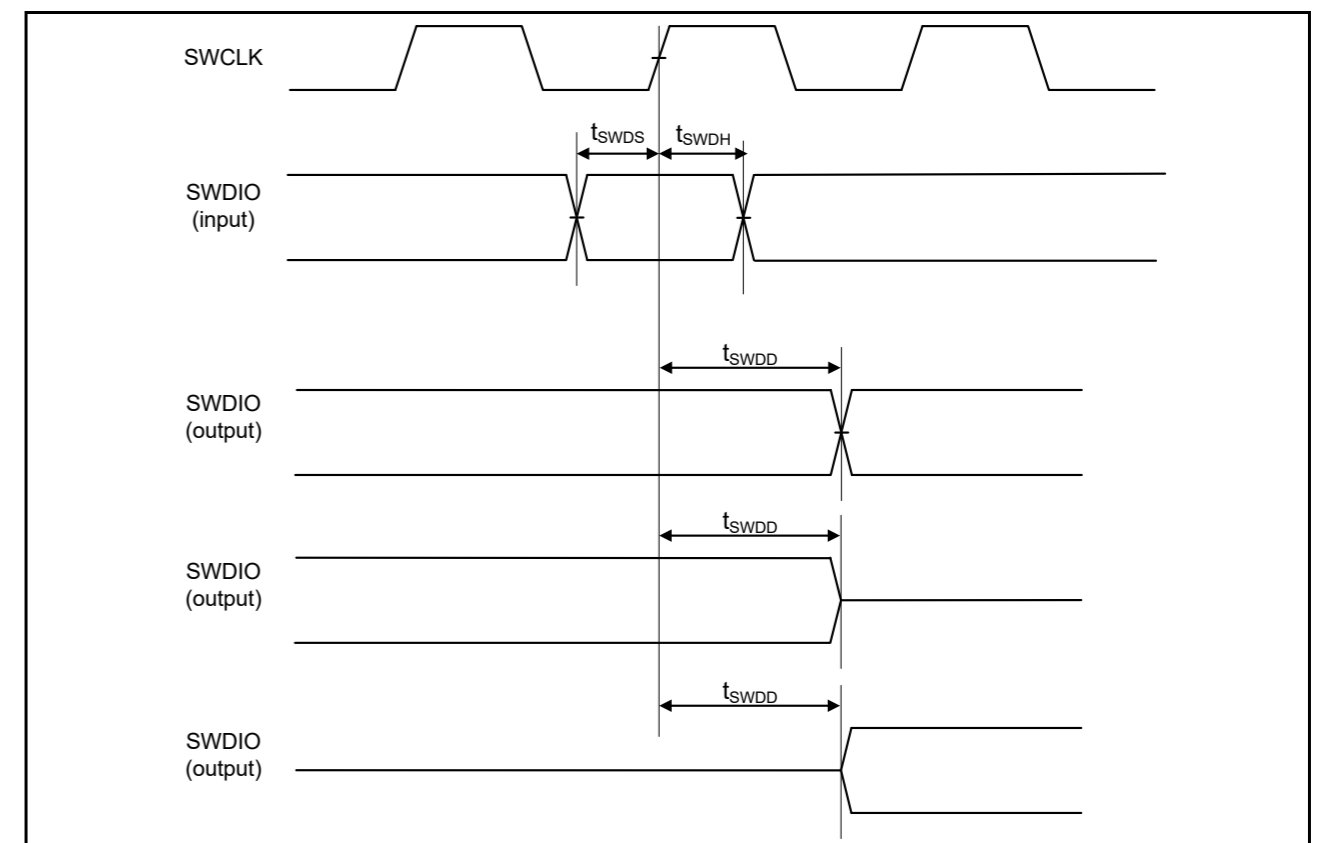 SWCLK
tSWDS
tSWDH
SWDIO
(input)
tSWDD
SWDIO
(output)
tSWDD
SWDIO
(output)
tSWDD
SWDIO
(output)